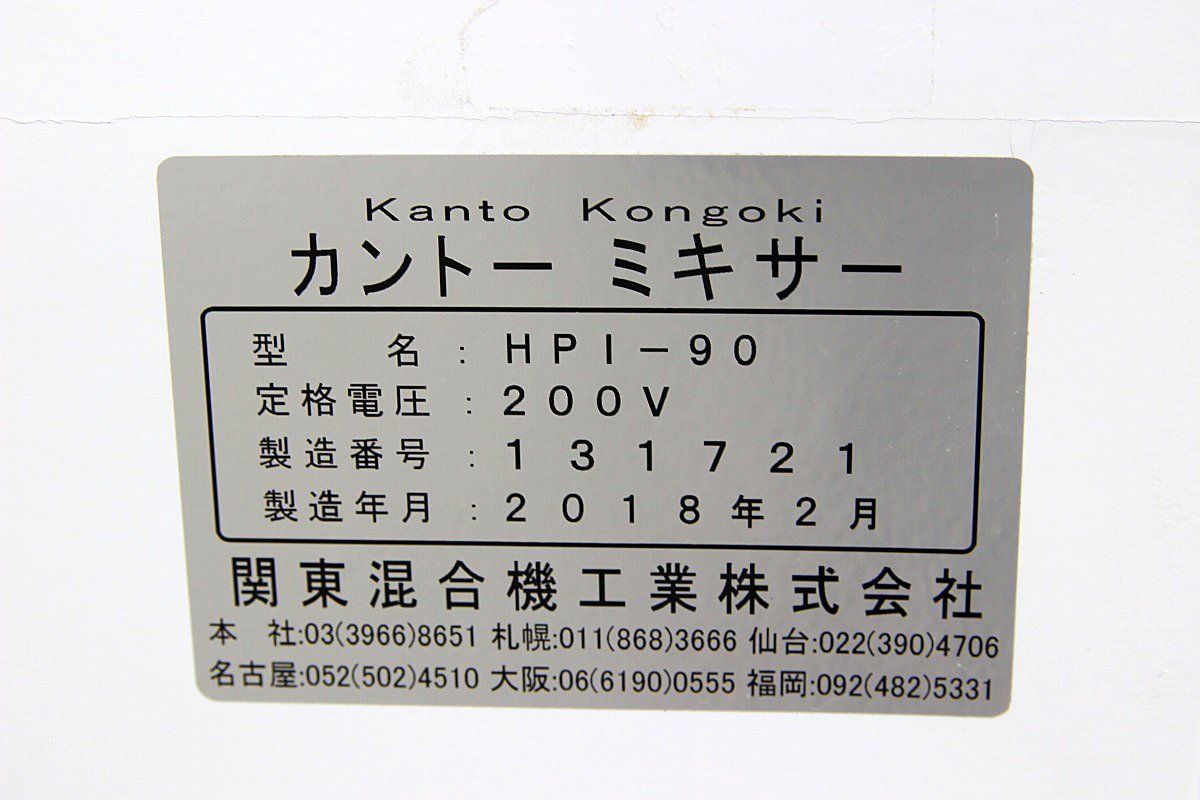 Kanto Kongoki
カントー ミキサー
型 名 : HPI-90
定格電圧 : 200V
製造番号 : 131721
製造年月 : 2018年2月
関東混合機工業株式会社
本 社:03(3966)8651 札幌:011(868)3666 仙台:022(390)4706
名古屋:052(502)4510 大阪:06(6190)0555 福岡:092(482)5331